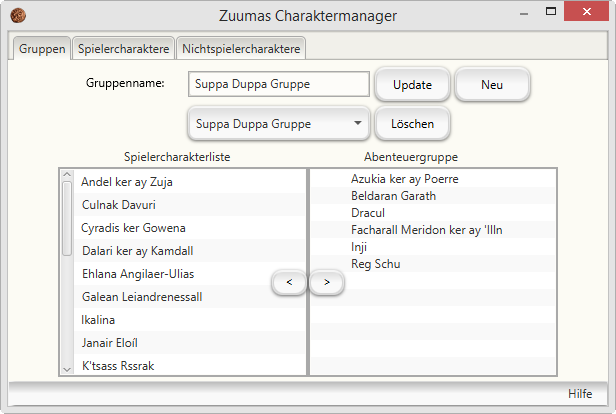 Zuumas Charaktermanager
Gruppen Spielercharaktere Nichtspielercharaktere
Gruppenname: Suppa Duppa Gruppe Update Neu
Suppa Duppa Gruppe Löschen
Spielercharakterliste Abenteuergruppe
Andel ker ay Zuja
Culnak Davuri
Cyradis ker Gowena
Dalari ker ay Kamdall
Ehlana Angilaer-Ulias
Galean Leiandrenessall
Ikalina
Janair Eloíl
K'tsass Rssrak
< >
Azukia ker ay Poerre
Beldaran Garath
Dracul
Facharall Meridon ker ay 'Illn
Inji
Reg Schu
Hilfe